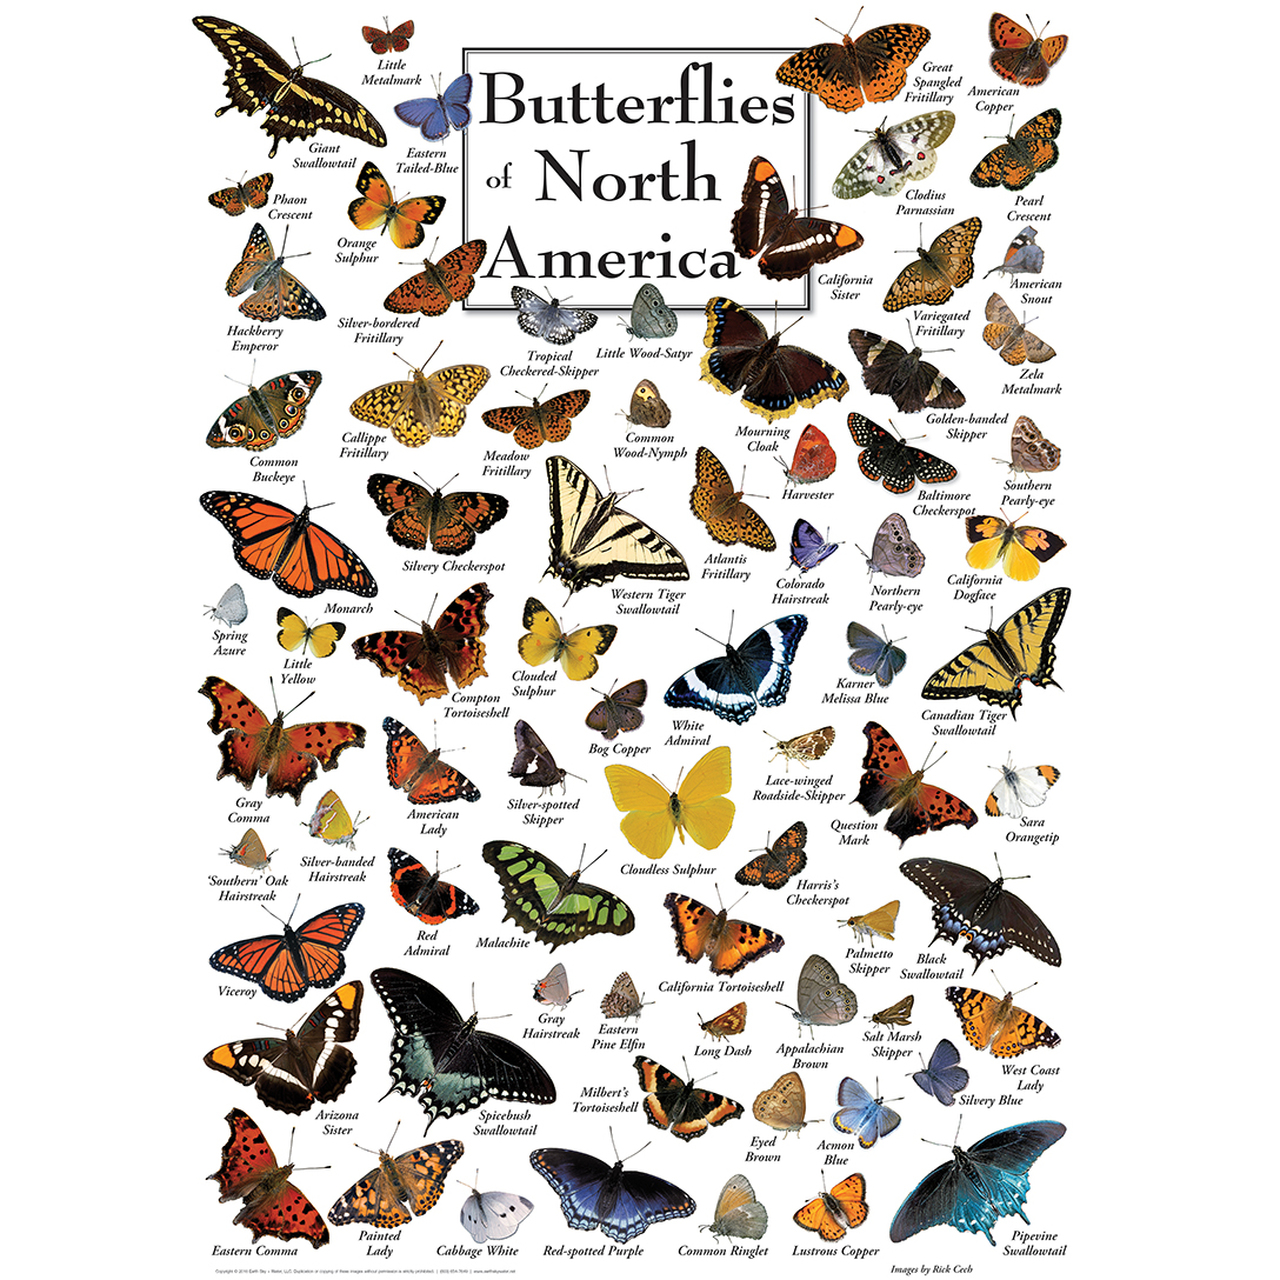 Butterflies
of North
America
Little
Metalmark
Giant
Swallowtail
Eastern
Tailed-Blue
Great
Spangled
Fritillary
American
Copper
Phaon
Crescent
Orange
Sulphur
Clodius
Parnassian
Pearl
Crescent
Hackberry
Emperor
Silver-bordered
Fritillary
Tropical
Checkered-Skipper
Little Wood-Satyr
California
Sister
Variegated
Fritillary
American
Snout
Zela
Metalmark
Common
Buckeye
Callippe
Fritillary
Meadow
Fritillary
Common
Wood-Nymph
Mourning
Cloak
Golden-banded
Skipper
Harvester
Baltimore
Checkerspot
Southern
Pearly-eye
Monarch
Silvery Checkerspot
Western Tiger
Swallowtail
Atlantis
Fritillary
Colorado
Hairstreak
Northern
Pearly-eye
California
Dogface
Spring
Azure
Little
Yellow
Compton
Tortoiseshell
Clouded
Sulphur
Bog Copper
White
Admiral
Karner
Melissa Blue
Canadian Tiger
Swallowtail
Gray
Comma
American
Lady
Silver-spotted
Skipper
Cloudless Sulphur
Lace-winged
Roadside-Skipper
Question
Mark
Sara
Orangetip
'Southern' Oak
Hairstreak
Silver-banded
Hairstreak
Red
Admiral
Malachite
Harris's
Checkerspot
Palmetto
Skipper
Black
Swallowtail
Viceroy
California Tortoiseshell
Gray
Hairstreak
Eastern
Pine Elfin
Long Dash
Appalachian
Brown
Salt Marsh
Skipper
West Coast
Lady
Arizona
Sister
Spicebush
Swallowtail
Milbert's
Tortoiseshell
Eyed
Brown
Acmon
Blue
Silvery Blue
Eastern Comma
Painted
Lady
Cabbage White
Red-spotted Purple
Common Ringlet
Lustrous Copper
Pipevine
Swallowtail
Images by Rick Cech